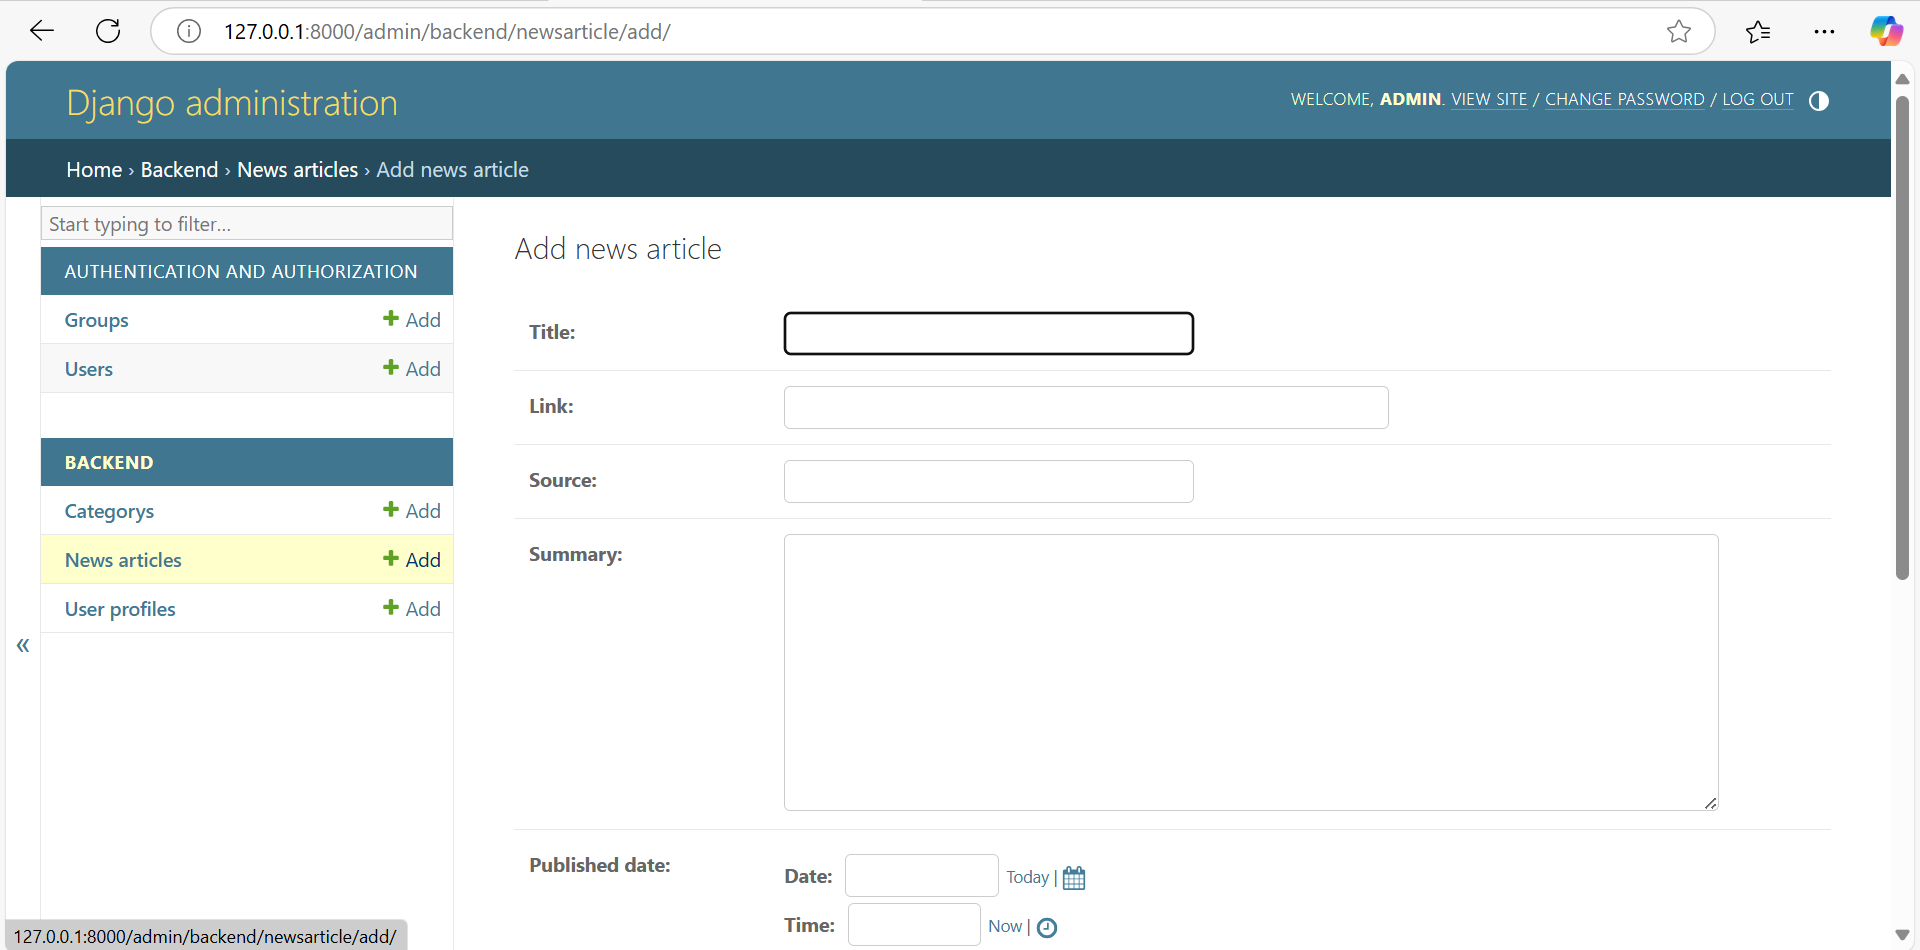 127.0.0.1:8000/admin/backend/newsarticle/add/
Django administration
WELCOME, ADMIN. VIEW SITE / CHANGE PASSWORD / LOG OUT
Home › Backend › News articles › Add news article
Start typing to filter...
AUTHENTICATION AND AUTHORIZATION
Groups Add
Users Add
BACKEND
Categorys Add
News articles Add
User profiles Add
«
Add news article
Title:
Link:
Source:
Summary:
Published date:
Date: Today |
Time: Now |
127.0.0.1:8000/admin/backend/newsarticle/add/